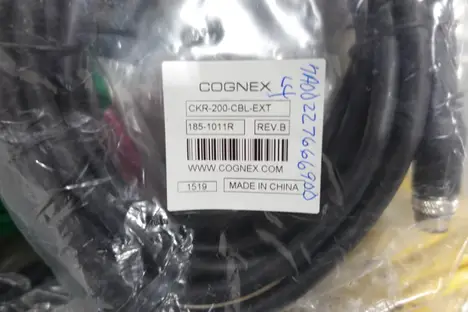 COGNEX
CKR-200-CBL-EXT
185-1011R REV.B
WWW.COGNEX.COM
1519 MADE IN CHINA